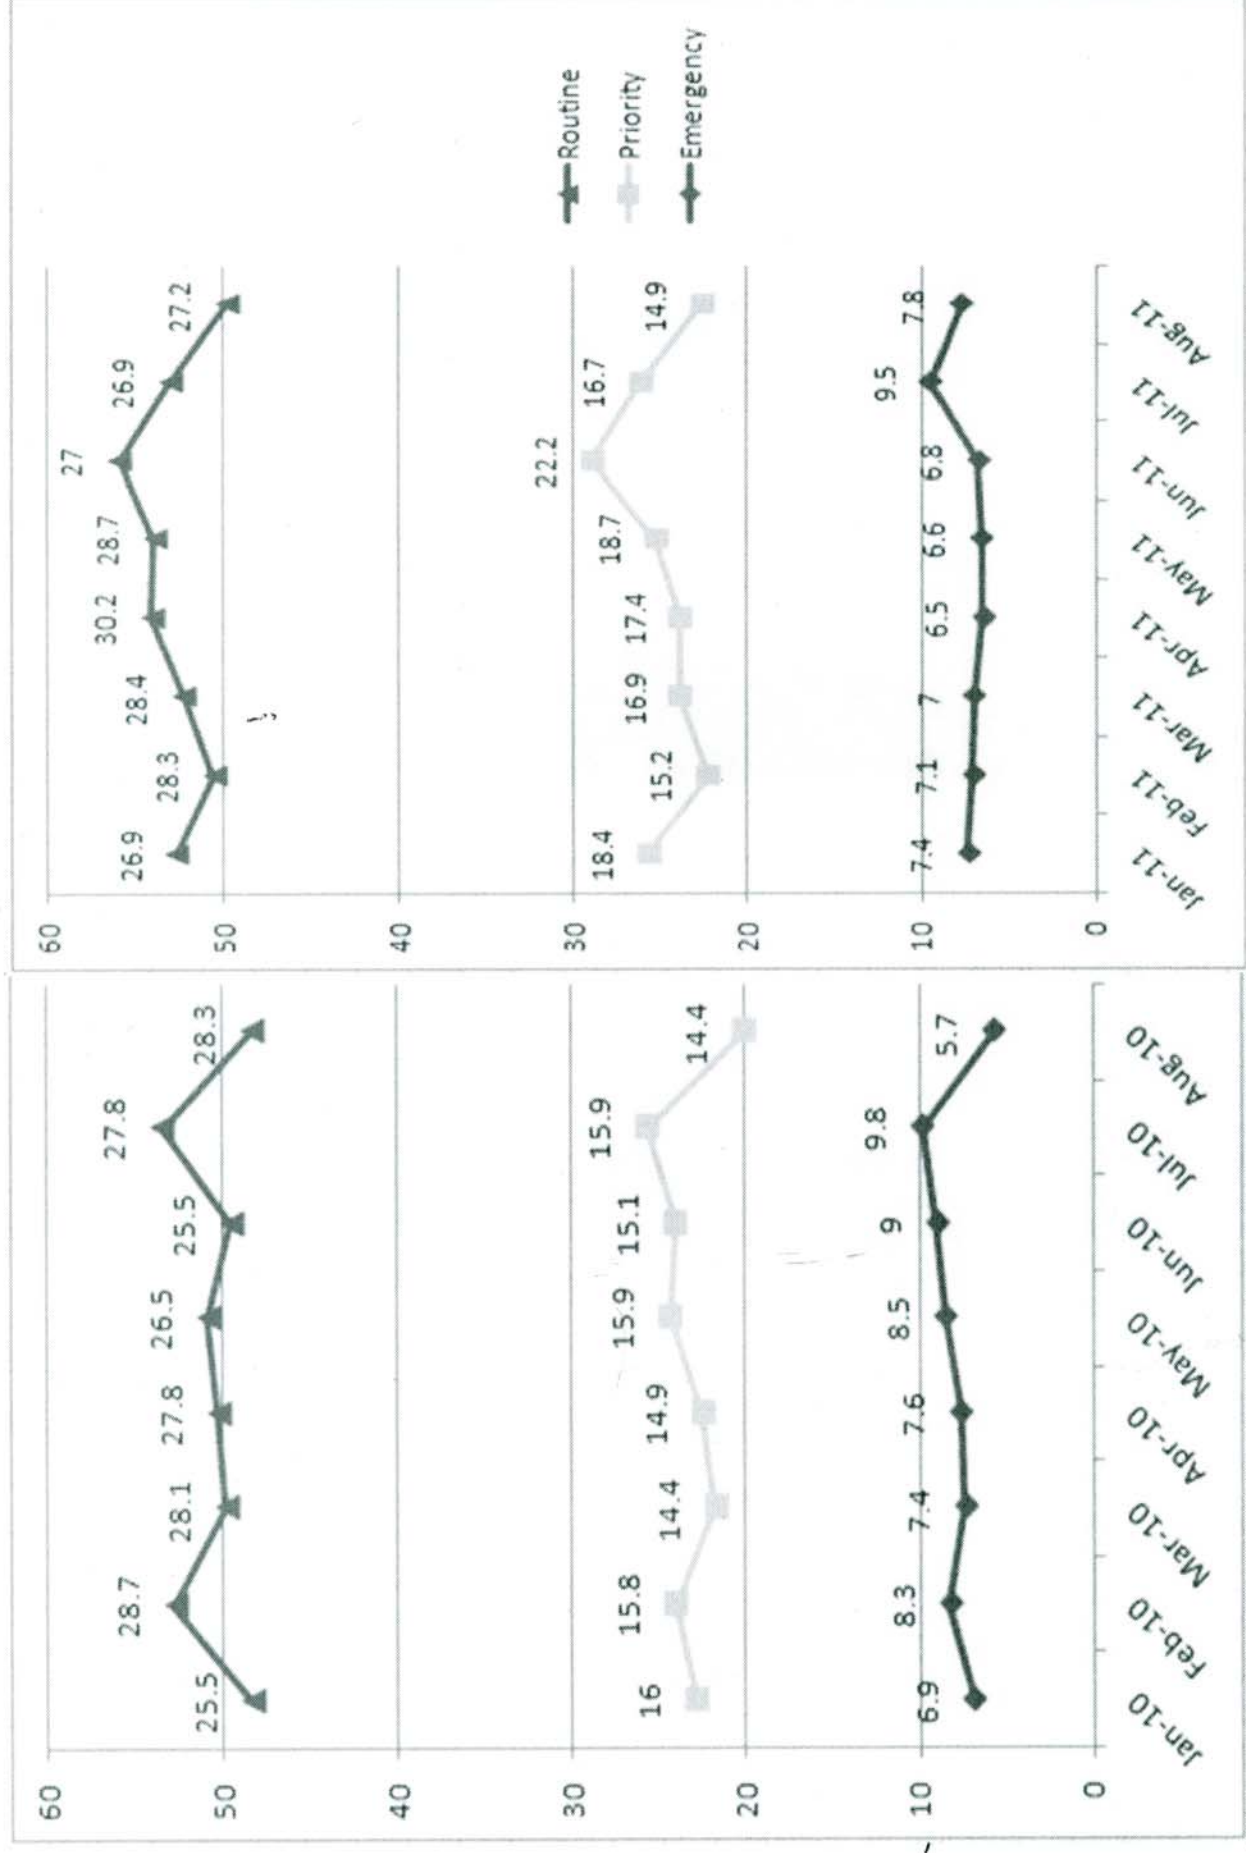 60
50
40
30
20
10
0
25.5 28.7 28.1 27.8 26.5 25.5 27.8 28.3
16 15.8 14.4 14.9 15.9 15.1 15.9 14.4
6.9 8.3 7.4 7.6 8.5 9 9.8 5.7
Jan-10 Feb-10 Mar-10 Apr-10 May-10 Jun-10 Jul-10 Aug-10
60
50
40
30
20
10
0
26.9 28.3 28.4 30.2 28.7 27 26.9 27.2
18.4 15.2 16.9 17.4 18.7 22.2 16.7 14.9
7.4 7.1 7 6.5 6.6 6.8 9.5 7.8
Jan-11 Feb-11 Mar-11 Apr-11 May-11 Jun-11 Jul-11 Aug-11
Routine
Priority
Emergency